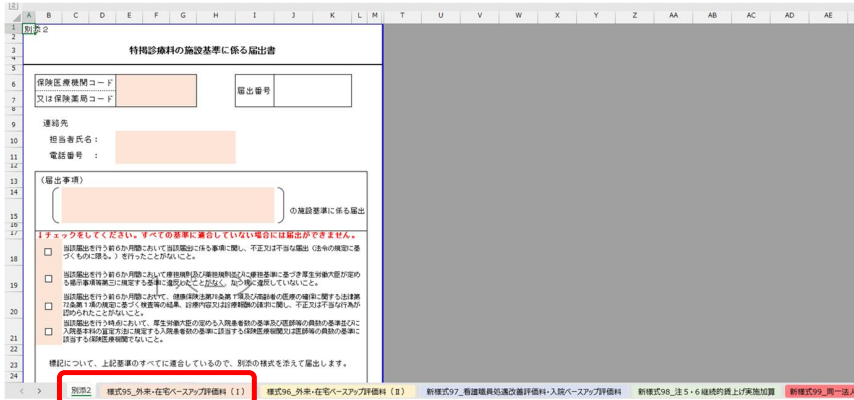 A B C D E F G H I J K L M T U V W X Y Z AA AB AC AD AE
1 別添2
2
3 特掲診療料の施設基準に係る届出書
4
5
6 保険医療機関コード
届出番号
7 又は保険薬局コード
8
9 連絡先
10 担当者氏名：
11 電話番号 ：
12
13 （届出事項）
14
15 の施設基準に係る届出
16
17 ↓チェックをしてください。すべての基準に適合していない場合には届出ができません。
当該届出を行う前6か月間において当該届出に係る事項に関し、不正又は不当な届出（法令の規定に基
18 づくものに限る。）を行ったことがないこと。
当該届出を行う前6か月間において療担規則及び薬担規則並びに療担基準に基づき厚生労働大臣が定め
19 る掲示事項等第三に規定する基準に違反したことがなく、なお現に違反していないこと。
当該届出を行う前6か月間において、健康保険法第78条第1項及び高齢者の医療の確保に関する法律第
72条第1項の規定に基づく検査等の結果、診療内容又は診療報酬の請求に関し、不正又は不当な行為が
20 認められたことがないこと。
当該届出を行う時点において、厚生労働大臣の定める入院患者数の基準及び医師等の員数の基準並びに
入院基本料の算定方法に規定する入院患者数の基準に該当する保険医療機関又は医師等の員数の基準に
21 該当する保険医療機関でないこと。
22
23 標記について、上記基準のすべてに適合しているので、別添の様式を添えて届出します。
24
別添2 様式95_外来・在宅ベースアップ評価料（Ⅰ） 様式96_外来・在宅ベースアップ評価料（Ⅱ） 新様式97_看護職員処遇改善評価料・入院ベースアップ評価料 新様式98_注5・6継続的賃上げ実施加算 新様式99_同一法人